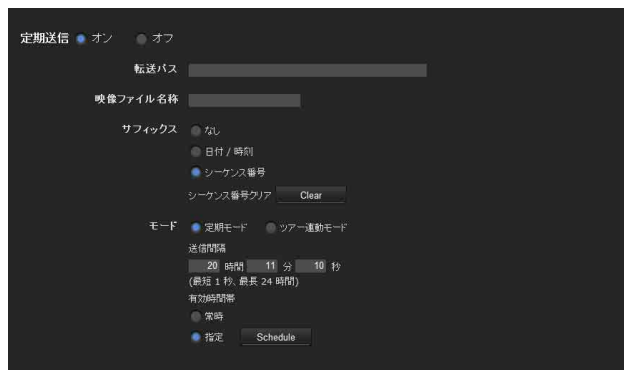 定期送信 オン オフ
転送パス
映像ファイル名称
サフィックス なし
日付 / 時刻
シーケンス番号
シーケンス番号クリア Clear
モード 定期モード ツアー連動モード
送信間隔
20 時間 11 分 10 秒
(最短 1 秒、最長 24 時間)
有効時間帯
常時
指定 Schedule